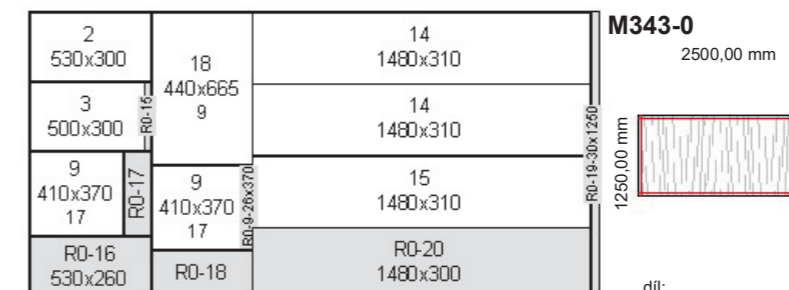 2
530x300
3
500x300
R0-15
9
410x370
17
R0-17
R0-16
530x260
18
440x665
9
9
410x370
17
R0-9-26x370
R0-18
14
1480x310
14
1480x310
15
1480x310
R0-20
1480x300
R0-19-30x1250
M343-0
2500,00 mm
1250,00 mm
díl: